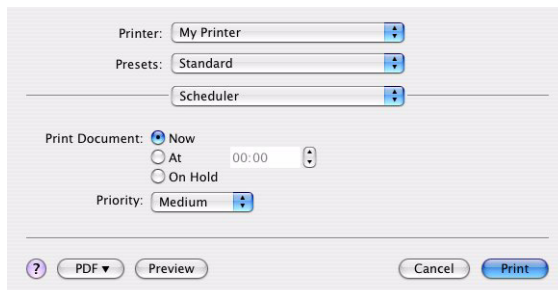 Printer: My Printer
Presets: Standard
Scheduler
Print Document: Now
At 00:00
On Hold
Priority: Medium
? PDF▼ Preview Cancel Print